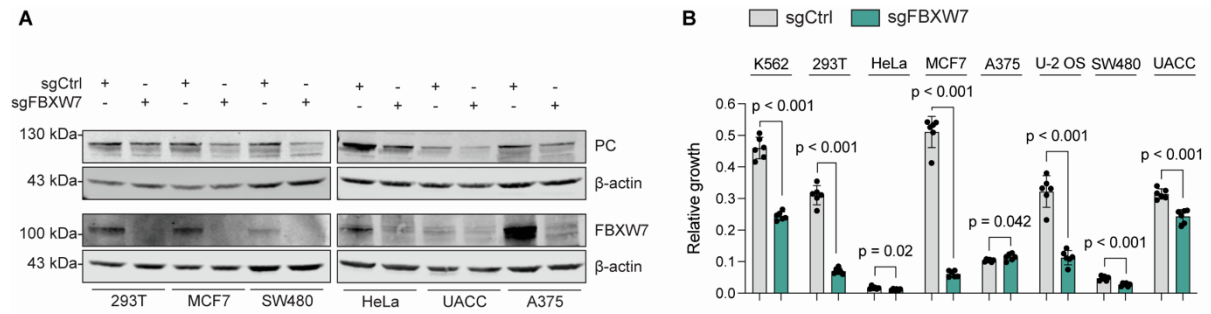 A
sgCtrl + - + - + - + - + - + -
sgFBXW7 - + - + - + - + - + - +
130 kDa- PC
43 kDa- β-actin
100 kDa- FBXW7
43 kDa- β-actin
293T MCF7 SW480 HeLa UACC A375
B
sgCtrl sgFBXW7
K562 293T HeLa MCF7 A375 U-2 OS SW480 UACC
Relative growth
0.6
0.5
0.4
0.3
0.2
0.1
0.0
p < 0.001
p < 0.001
p = 0.02
p < 0.001
p = 0.042
p < 0.001
p < 0.001
p < 0.001